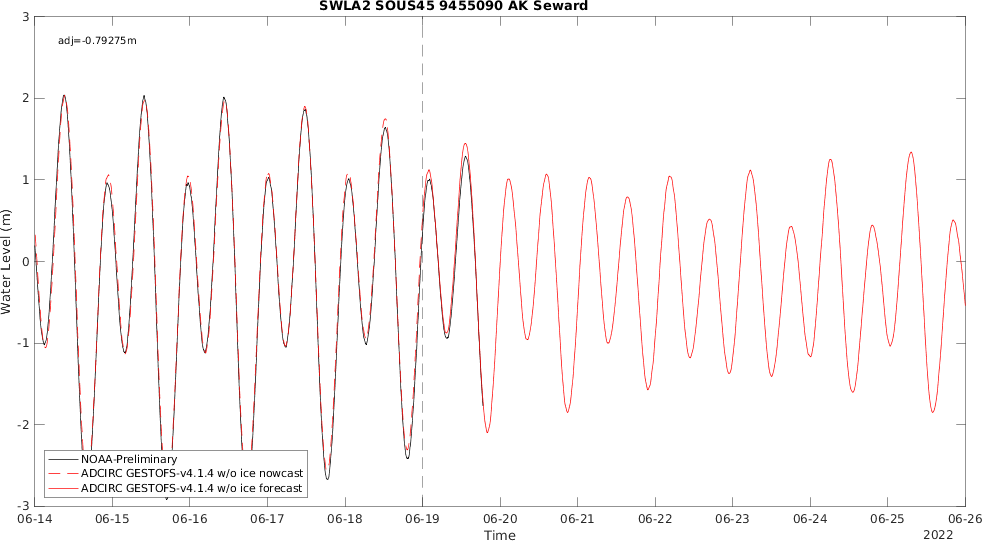 SWLA2 SOUS45 9455090 AK Seward
adj=-0.79275m
3
2
1
0
-1
-2
-3
Water Level (m)
NOAA-Preliminary
ADCIRC GESTOFS-v4.1.4 w/o ice nowcast
ADCIRC GESTOFS-v4.1.4 w/o ice forecast
06-14 06-15 06-16 06-17 06-18 06-19 06-20 06-21 06-22 06-23 06-24 06-25 06-26
Time
2022